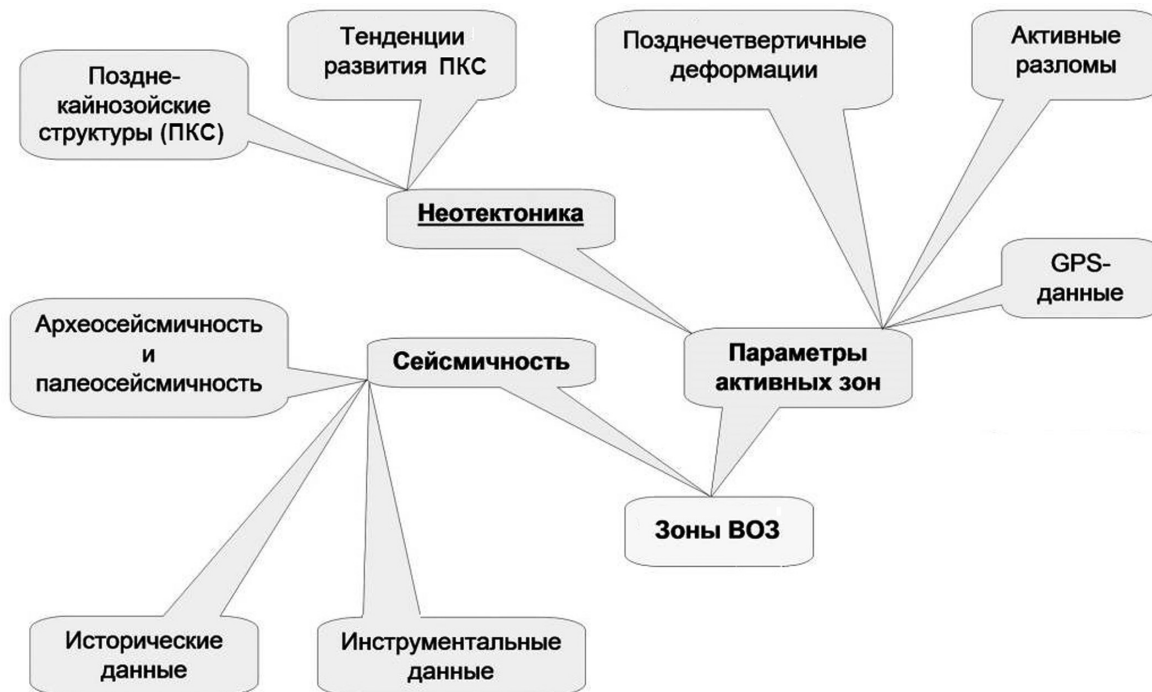 Тенденции
развития ПКС
Позднечетвертичные
деформации
Активные
разломы
Поздне-
кайнозойские
структуры (ПКС)
Неотектоника
GPS-
данные
Археосейсмичность
и
палеосейсмичность
Сейсмичность
Параметры
активных зон
Зоны ВОЗ
Исторические
данные
Инструментальные
данные